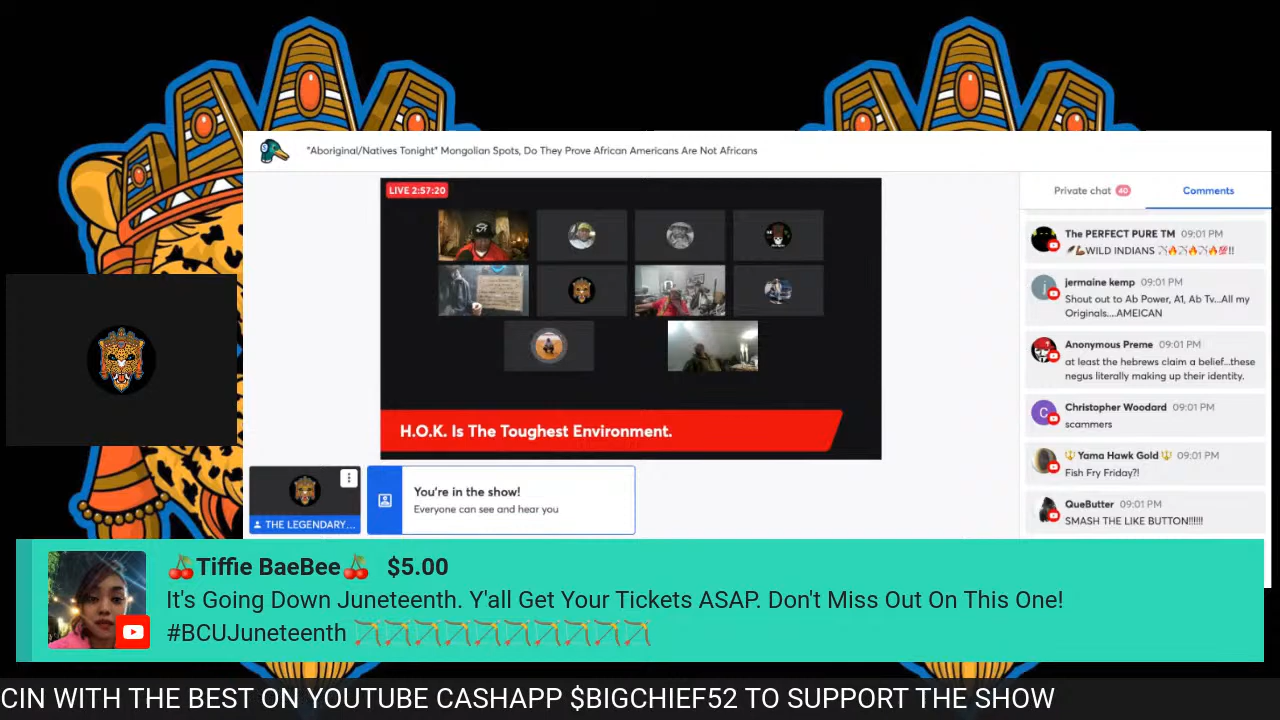 "Aboriginal/Natives Tonight" Mongolian Spots, Do They Prove African Americans Are Not Africans
LIVE 2:57:20
H.O.K. Is The Toughest Environment.
THE LEGENDARY...
You're in the show!
Everyone can see and hear you
Private chat 40
Comments
The PERFECT PURE TM 09:01 PM
🪶💪🏾WILD INDIANS 🏹🔥🏹🔥🏹🔥💯!!
jermaine kemp 09:01 PM
Shout out to Ab Power, A1, Ab Tv...All my
Originals....AMEICAN
Anonymous Preme 09:01 PM
at least the hebrews claim a belief...these
negus literally making up their identity.
C
Christopher Woodard 09:01 PM
scammers
🔱 Yama Hawk Gold 🔱 09:01 PM
Fish Fry Friday?!
QueButter 09:01 PM
SMASH THE LIKE BUTTON!!!!!!
🍒Tiffie BaeBee🍒 $5.00
It's Going Down Juneteenth. Y'all Get Your Tickets ASAP. Don't Miss Out On This One!
#BCUJuneteenth 🏹🏹🏹🏹🏹🏹🏹🏹🏹🏹
CIN WITH THE BEST ON YOUTUBE CASHAPP $BIGCHIEF52 TO SUPPORT THE SHOW